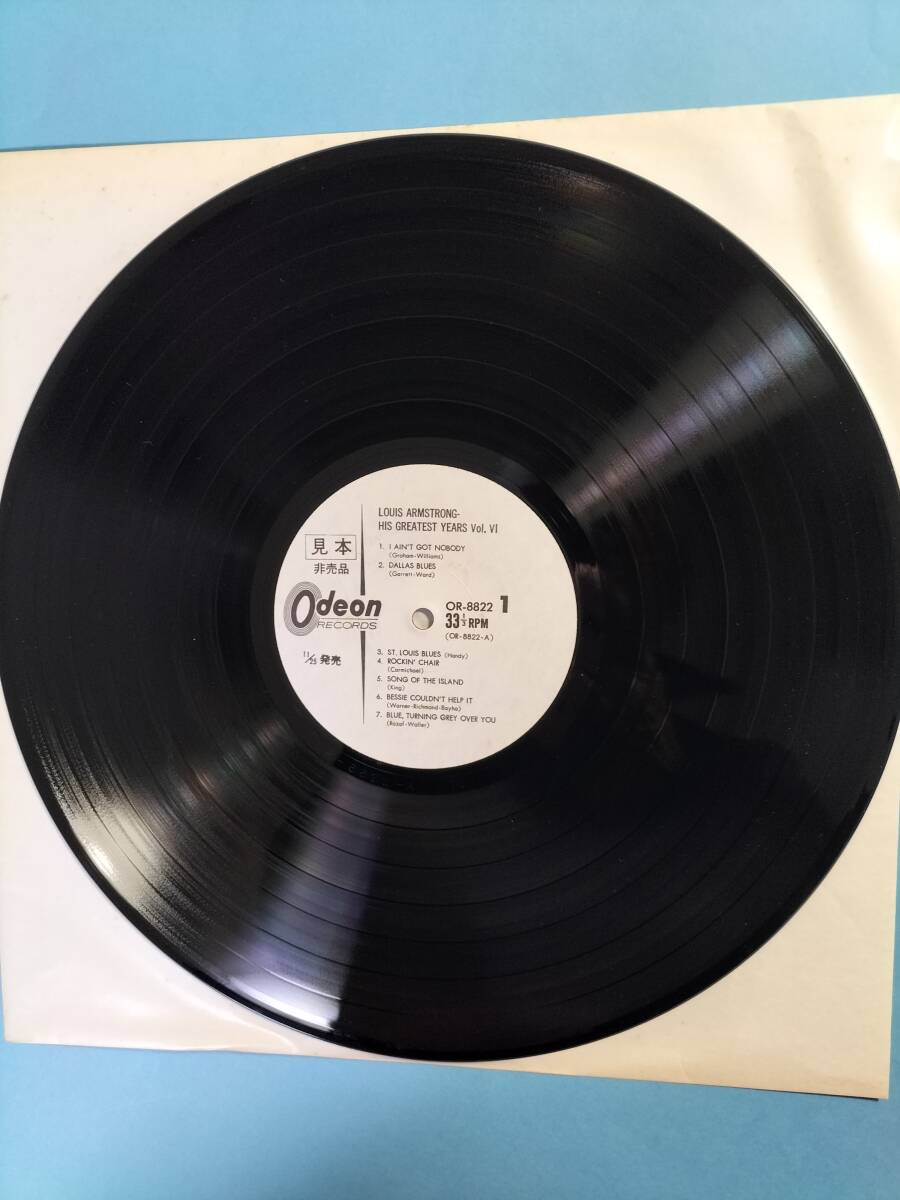 LOUIS ARMSTRONG-
HIS GREATEST YEARS Vol. VI
見本
非売品
1. I AIN'T GOT NOBODY
(Graham-Williams)
2. DALLAS BLUES
(Garrett-Ward)
Odeon
RECORDS
OR-8822 1
33 1/3 RPM
(OR-8822-A)
11/25 発売
3. ST. LOUIS BLUES (Handy)
4. ROCKIN' CHAIR
(Carmichael)
5. SONG OF THE ISLAND
(King)
6. BESSIE COULDN'T HELP IT
(Warner-Richmond-Bayha)
7. BLUE, TURNING GREY OVER YOU
(Razaf-Waller)